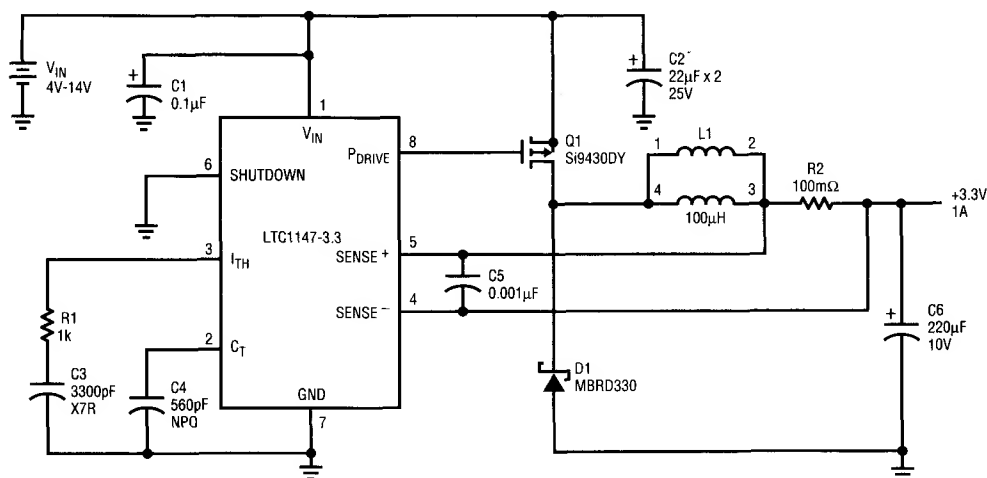 V_IN
4V-14V
+
C1
0.1µF
+
C2
22µF x 2
25V
1
V_IN
P_DRIVE
8
Q1
Si9430DY
L1
1
2
4
3
100µH
R2
100mΩ
+3.3V
1A
6
SHUTDOWN
LTC1147-3.3
3
I_TH
SENSE+
5
C5
0.001µF
SENSE−
4
R1
1k
2
C_T
C3
3300pF
X7R
C4
560pF
NPO
GND
7
D1
MBRD330
+
C6
220µF
10V